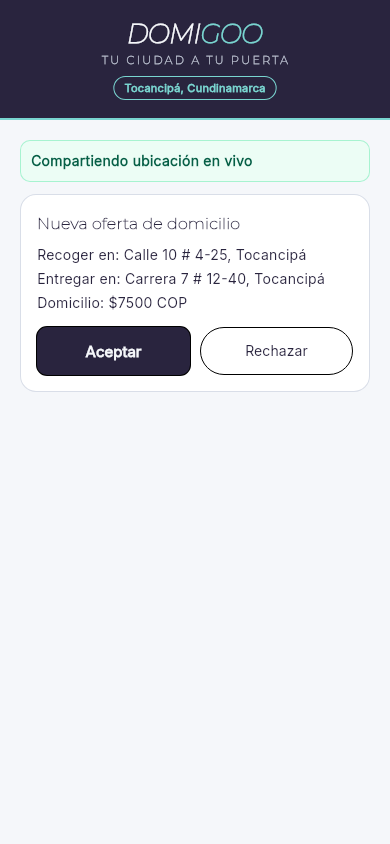 DOMIGOO
TU CIUDAD A TU PUERTA
Tocancipá, Cundinamarca
Compartiendo ubicación en vivo
Nueva oferta de domicilio
Recoger en: Calle 10 # 4-25, Tocancipá
Entregar en: Carrera 7 # 12-40, Tocancipá
Domicilio: $7500 COP
Aceptar
Rechazar